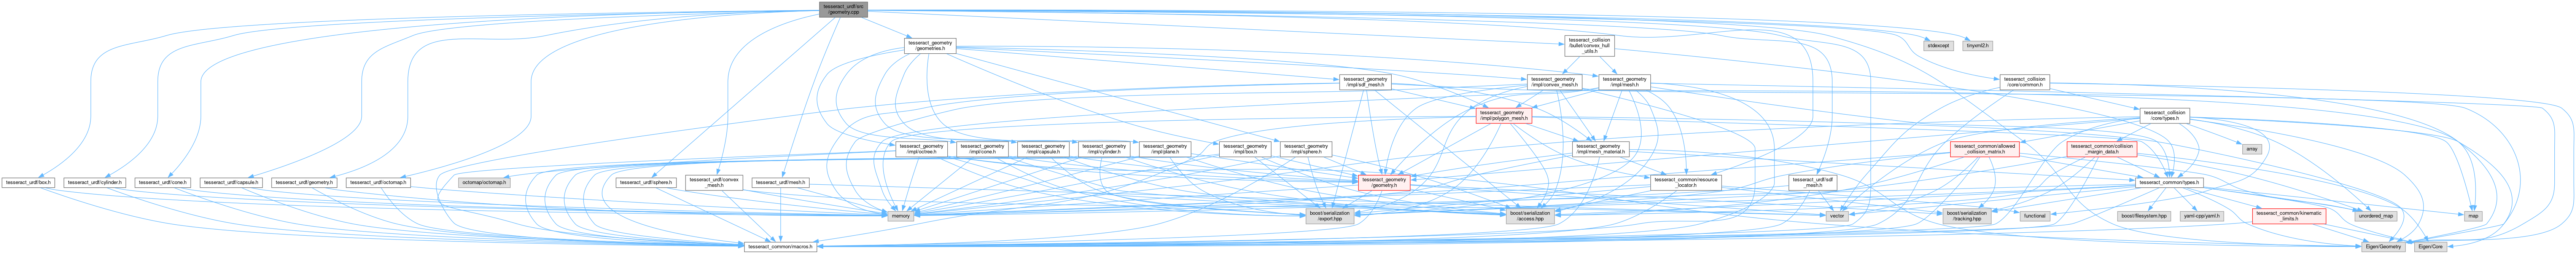 tesseract_urdf/src
/geometry.cpp
tesseract_geometry
/geometries.h
tesseract_collision
/bullet/convex_hull
_utils.h
stdexcept
tinyxml2.h
tesseract_geometry
/impl/sdf_mesh.h
tesseract_geometry
/impl/convex_mesh.h
tesseract_geometry
/impl/mesh.h
tesseract_collision
/core/common.h
tesseract_geometry
/impl/polygon_mesh.h
tesseract_collision
/core/types.h
tesseract_geometry
/impl/octree.h
tesseract_geometry
/impl/cone.h
tesseract_geometry
/impl/capsule.h
tesseract_geometry
/impl/cylinder.h
tesseract_geometry
/impl/plane.h
tesseract_geometry
/impl/box.h
tesseract_geometry
/impl/sphere.h
tesseract_geometry
/impl/mesh_material.h
tesseract_common/allowed
_collision_matrix.h
tesseract_common/collision
_margin_data.h
array
tesseract_urdf/box.h
tesseract_urdf/cylinder.h
tesseract_urdf/cone.h
tesseract_urdf/capsule.h
tesseract_urdf/geometry.h
tesseract_urdf/octomap.h
octomap/octomap.h
tesseract_urdf/sphere.h
tesseract_urdf/convex
_mesh.h
tesseract_urdf/mesh.h
tesseract_geometry
/geometry.h
tesseract_common/resource
_locator.h
tesseract_urdf/sdf
_mesh.h
tesseract_common/types.h
memory
boost/serialization
/export.hpp
boost/serialization
/access.hpp
vector
boost/serialization
/tracking.hpp
functional
boost/filesystem.hpp
yaml-cpp/yaml.h
tesseract_common/kinematic
_limits.h
unordered_map
map
tesseract_common/macros.h
Eigen/Geometry
Eigen/Core